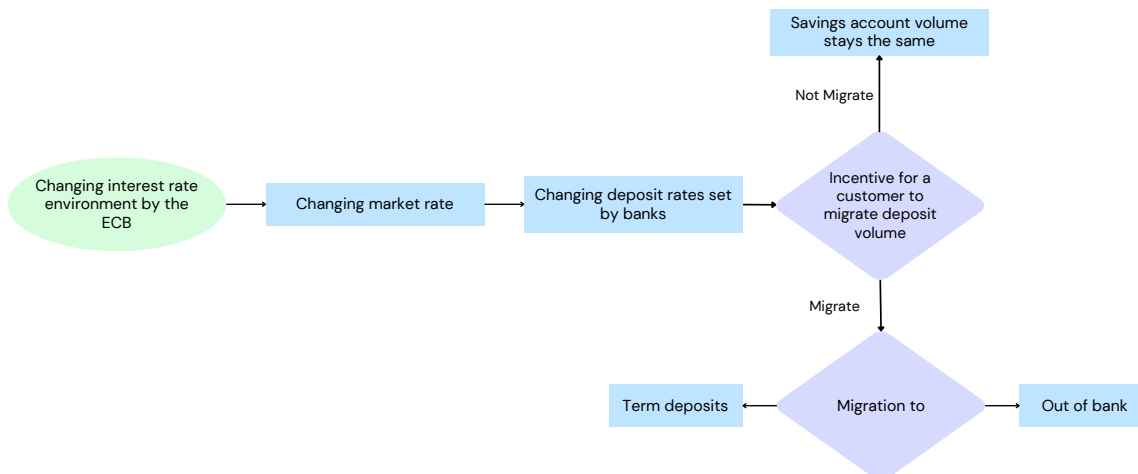 Savings account volume
stays the same
Not Migrate
Changing interest rate
environment by the
ECB
Changing market rate
Changing deposit rates set
by banks
Incentive for a
customer to
migrate deposit
volume
Migrate
Term deposits
Migration to
Out of bank